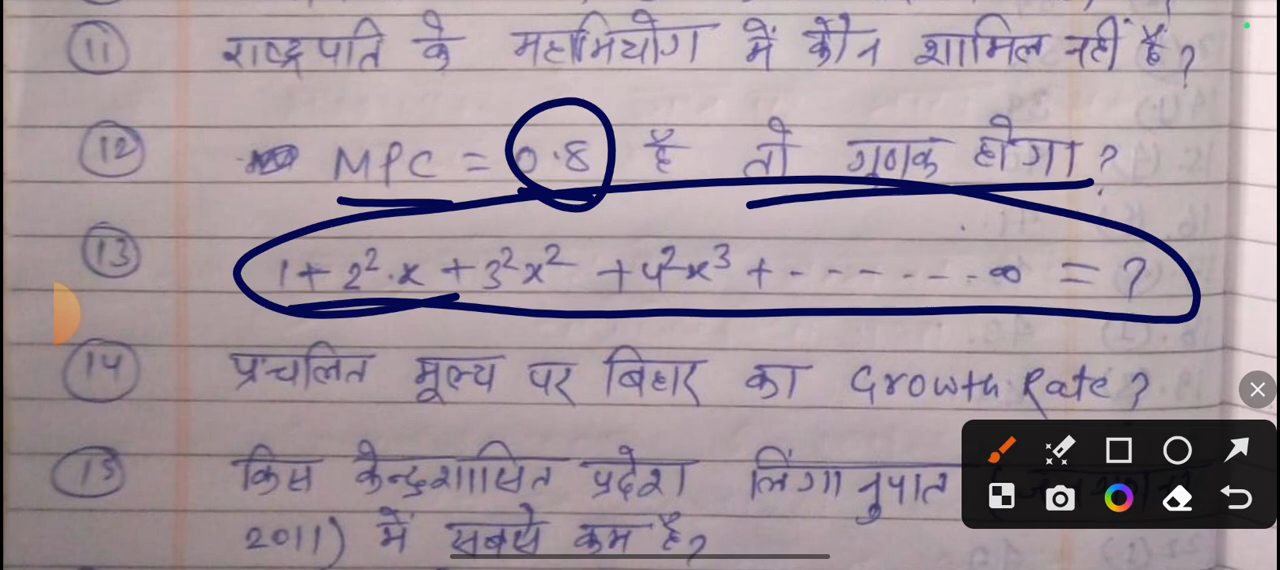 (11) राष्ट्रपति के महाभियोग में कौन शामिल नहीं है?
(12) MPC = 0.8 है तो गुणक होगा?
(13) 1 + 2².x + 3²x² + 4²x³ + - - - - - - - ∞ = ?
(14) प्रचलित मूल्य पर बिहार का Growth Rate?
(15) किस केन्द्रशासित प्रदेश लिंगानुपात
2011) में सबसे कम है?